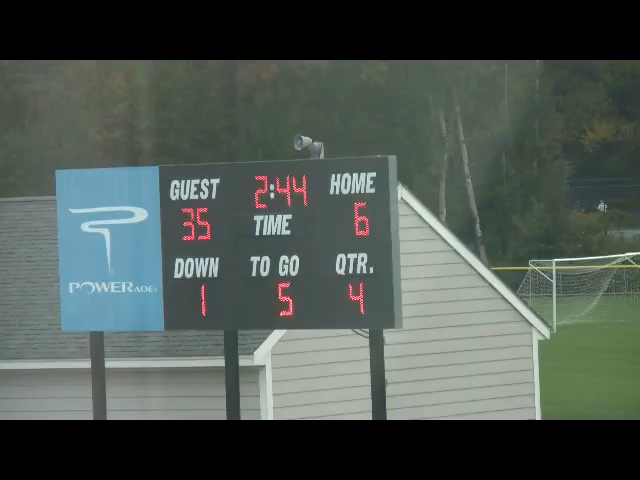 GUEST 2:44 HOME
35 TIME 6
DOWN TO GO QTR.
1 5 4
POWERADE